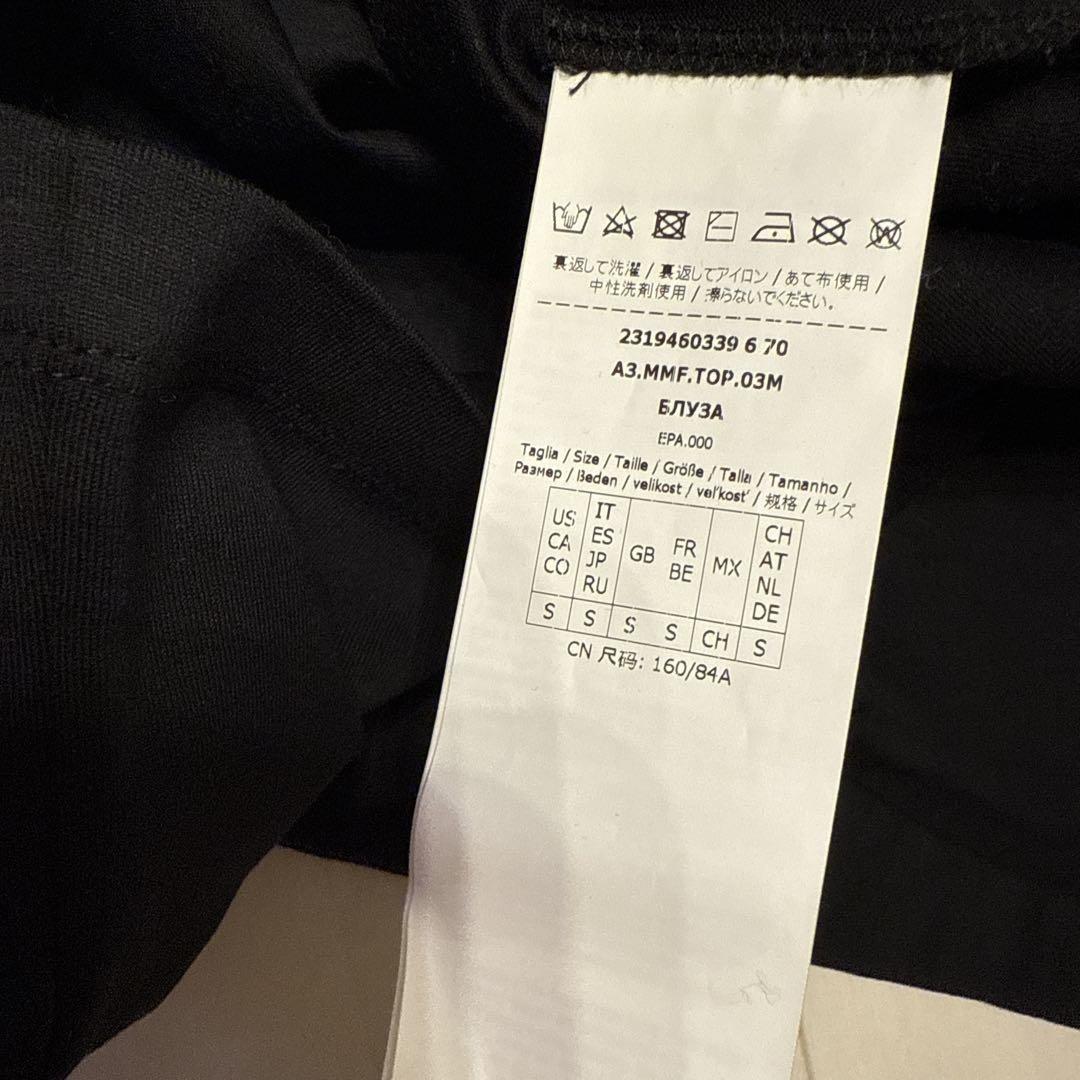 裏返して洗濯 / 裏返してアイロン / あて布使用 /
中性洗剤使用 / 擦らないでください。
2319460339 6 70
A3.MMF.TOP.03M
БЛУЗА
EPA.000
Taglia / Size / Taille / Größe / Talla / Tamanho /
Размер / Beden / velikost / veľkosť / 规格 / サイズ
US CA CO IT ES JP RU GB FR BE MX CH AT NL DE
S S S S CH S
CN 尺码: 160/84A